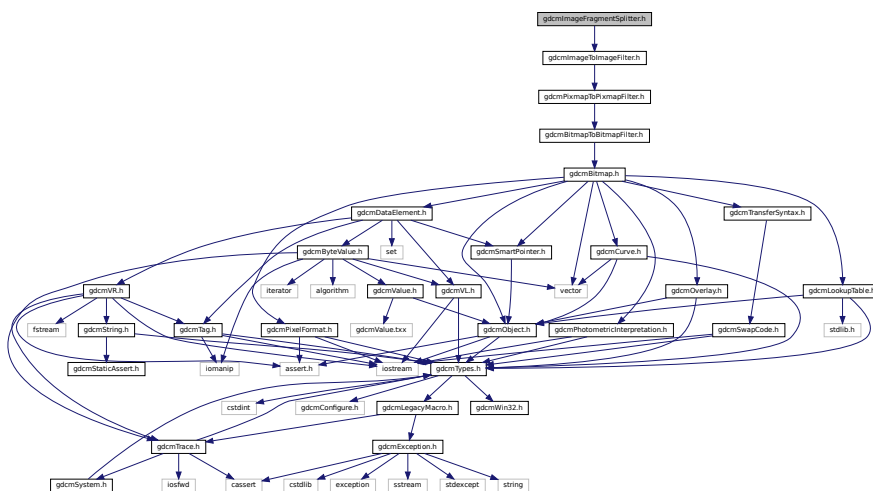 gdcmImageFragmentSplitter.h
gdcmImageToImageFilter.h
gdcmPixmapToPixmapFilter.h
gdcmBitmapToBitmapFilter.h
gdcmBitmap.h
gdcmDataElement.h
gdcmTransferSyntax.h
gdcmByteValue.h
set
gdcmSmartPointer.h
gdcmCurve.h
gdcmVR.h
iterator
algorithm
gdcmValue.h
gdcmVL.h
vector
gdcmOverlay.h
gdcmLookupTable.h
fstream
gdcmString.h
gdcmTag.h
gdcmPixelFormat.h
gdcmValue.txx
gdcmObject.h
gdcmPhotometricInterpretation.h
gdcmSwapCode.h
stdlib.h
gdcmStaticAssert.h
iomanip
assert.h
iostream
gdcmTypes.h
cstdint
gdcmConfigure.h
gdcmLegacyMacro.h
gdcmWin32.h
gdcmTrace.h
gdcmException.h
gdcmSystem.h
iosfwd
cassert
cstdlib
exception
sstream
stdexcept
string